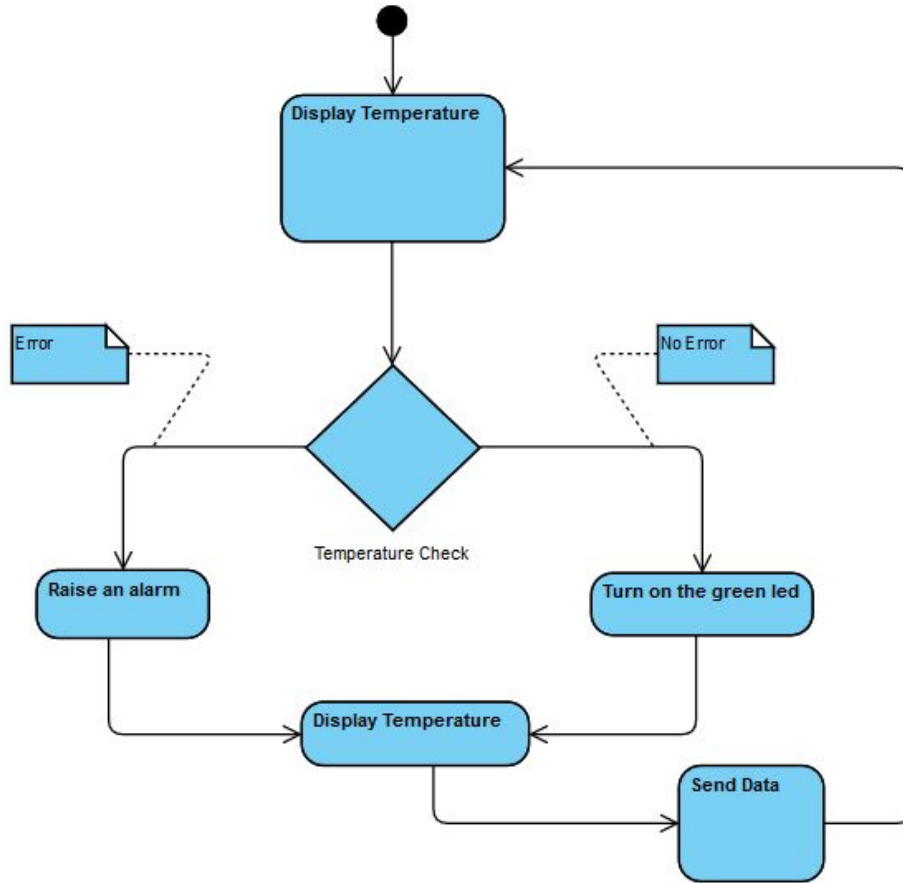 Display Temperature
Error
No Error
Temperature Check
Raise an alarm
Turn on the green led
Display Temperature
Send Data